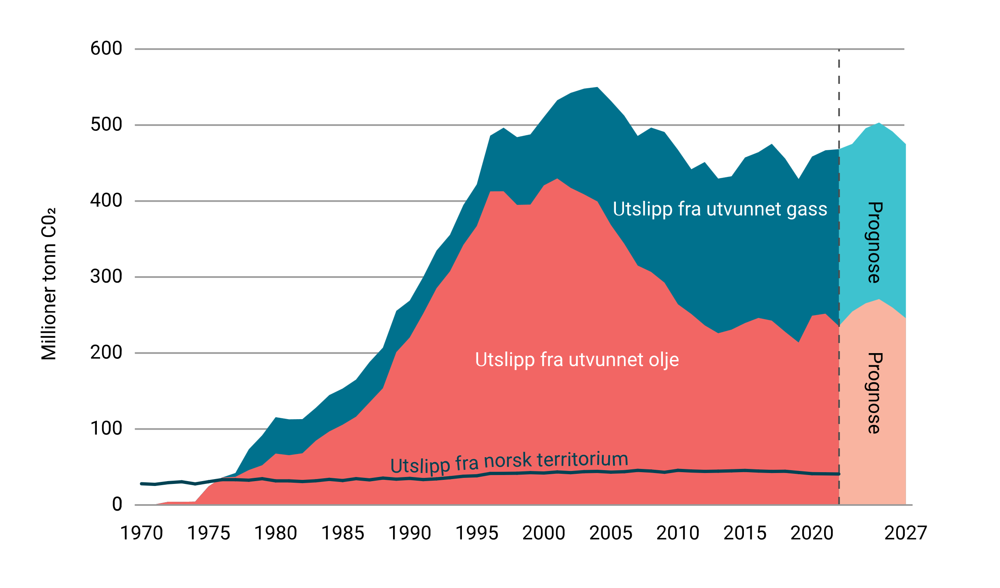 600
500
400
300
200
100
0
Millioner tonn C0₂
Utslipp fra utvunnet gass
Utslipp fra utvunnet olje
Utslipp fra norsk territorium
Prognose
Prognose
1970 1975 1980 1985 1990 1995 2000 2005 2010 2015 2020 2027